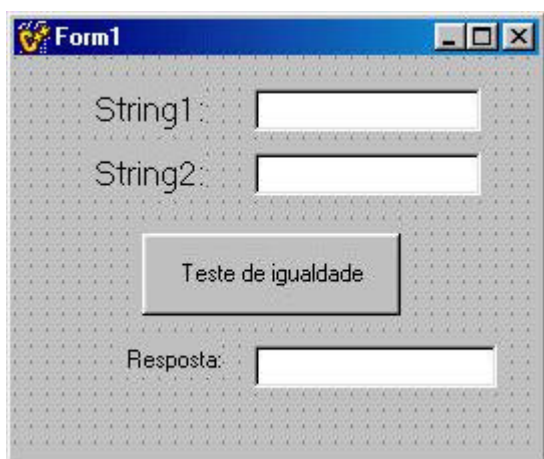 Form1
String1:
String2:
Teste de igualdade
Resposta: